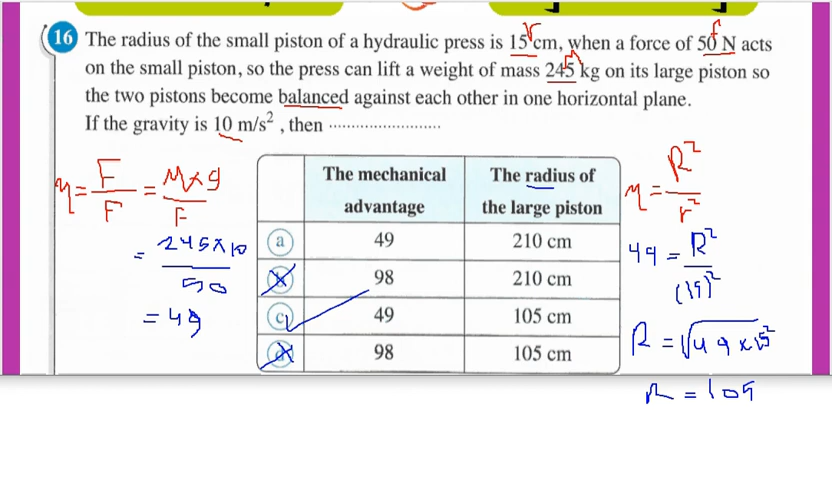 16 The radius of the small piston of a hydraulic press is 15 cm, when a force of 50 N acts
r
f
on the small piston, so the press can lift a weight of mass 245 kg on its large piston so
m
the two pistons become balanced against each other in one horizontal plane.
If the gravity is 10 m/s², then ..........................
η = F/F = M×g/F
= 245×10/50
= 49
The mechanical advantage
The radius of the large piston
a 49 210 cm
b 98 210 cm
c 49 105 cm
d 98 105 cm
η = R²/r²
49 = R²/(15)²
R = √49×15²
R = 105